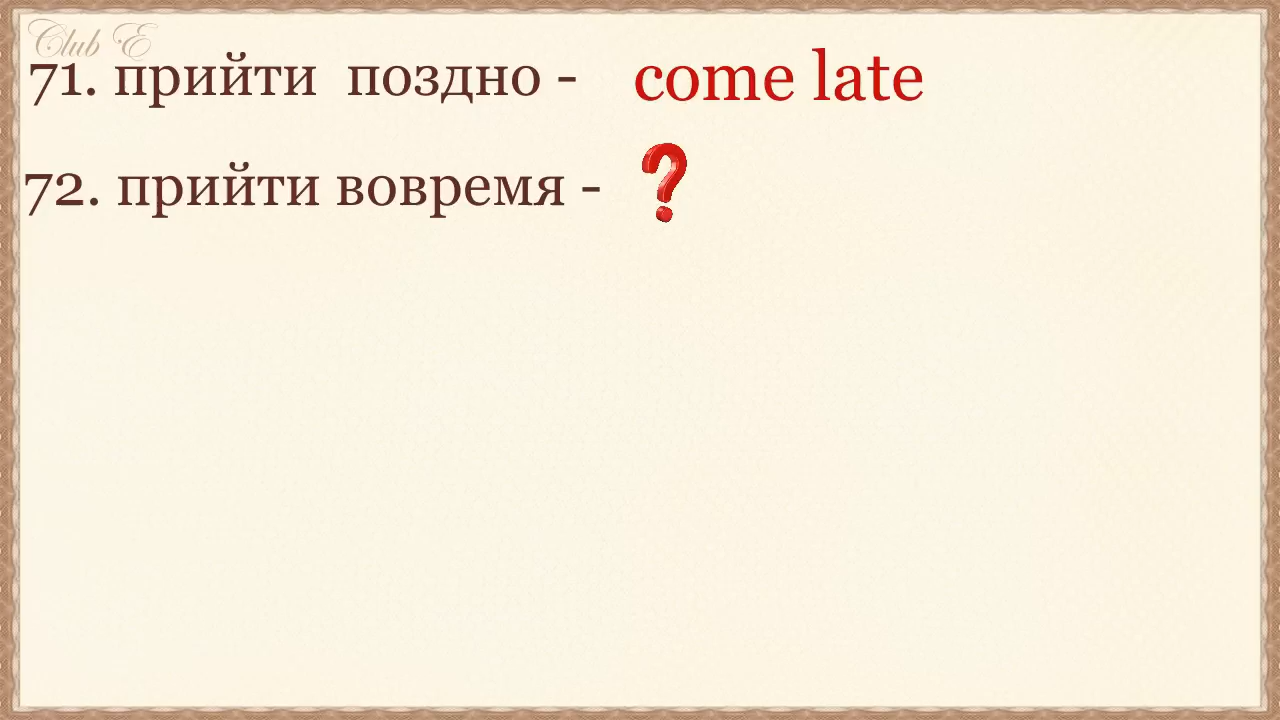 Club E
71. прийти поздно - come late
72. прийти вовремя - ?